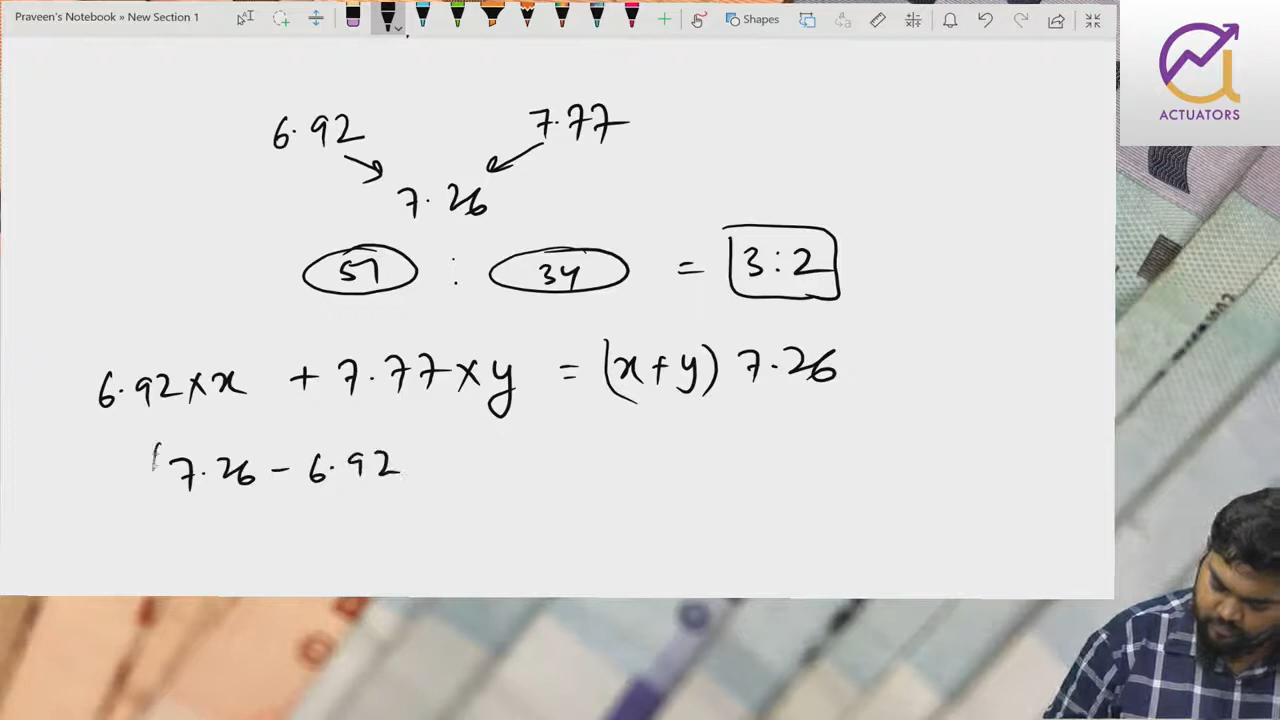 Praveen's Notebook » New Section 1
Shapes
ACTUATORS
6.92 7.77
7.26
51 : 34 = 3:2
6.92×x + 7.77×y = (x+y) 7.26
(7.26 - 6.92